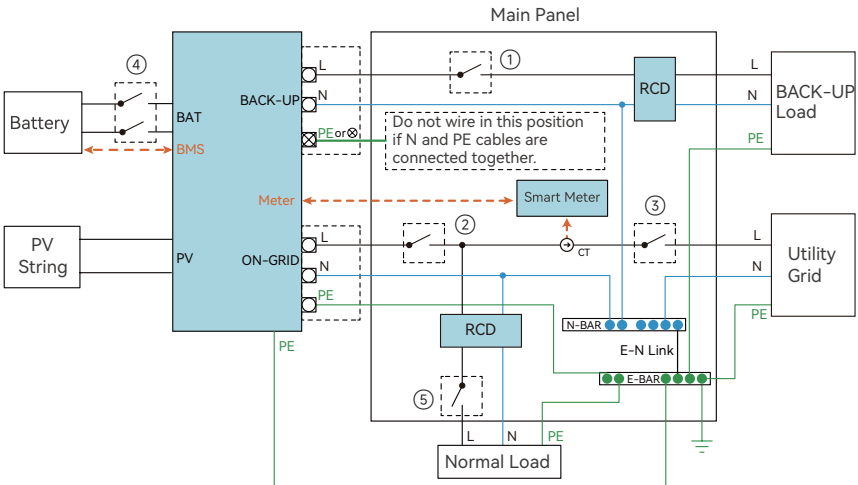 Main Panel
④
①
L
L
RCD
BACK-UP
Load
Battery
BAT
BACK-UP
N
N
PE or ⊗
Do not wire in this position
if N and PE cables are
connected together.
PE
BMS
Meter
Smart Meter
②
③
PV
String
L
CT
L
Utility
Grid
PV
ON-GRID
N
N
PE
PE
N-BAR
RCD
E-N Link
PE
E-BAR
⑤
L
N
PE
Normal Load